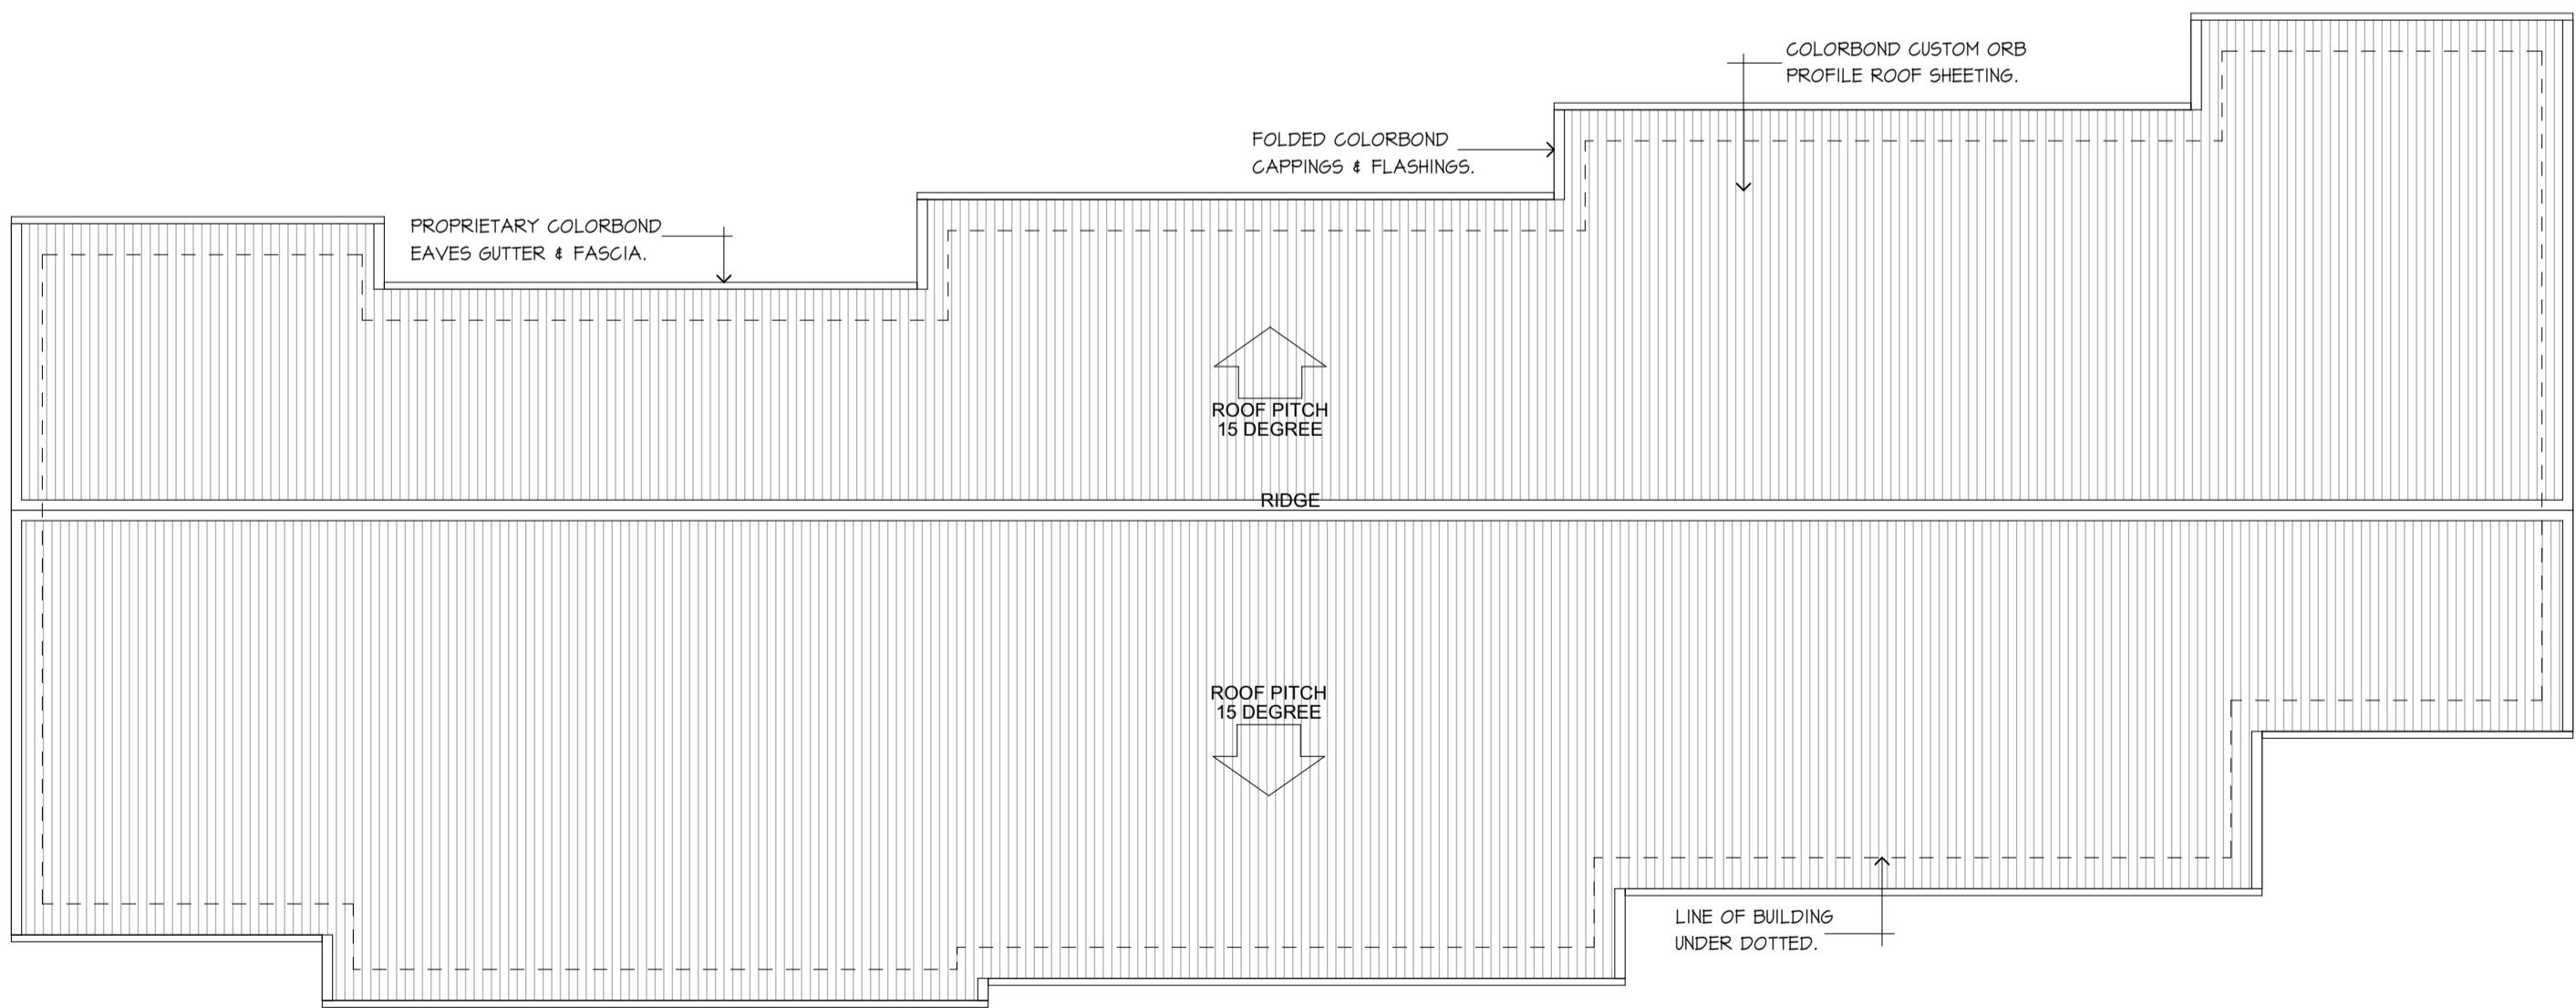 COLORBOND CUSTOM ORB
PROFILE ROOF SHEETING.
FOLDED COLORBOND
CAPPINGS & FLASHINGS.
PROPRIETARY COLORBOND
EAVES GUTTER & FASCIA.
ROOF PITCH
15 DEGREE
RIDGE
ROOF PITCH
15 DEGREE
LINE OF BUILDING
UNDER DOTTED.